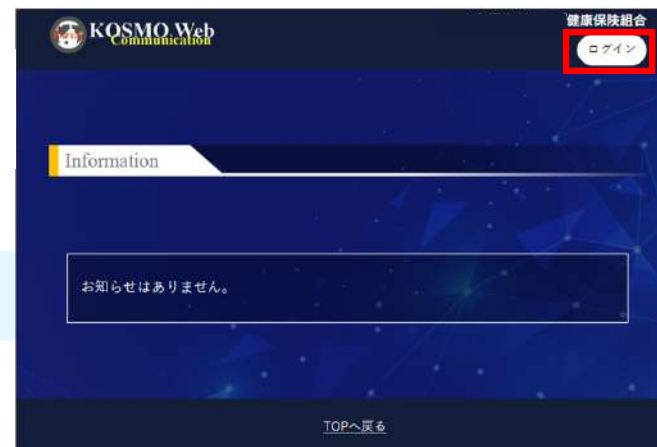 KOSMO Web
Communication
健康保険組合
ログイン
Information
お知らせはありません。
TOPへ戻る